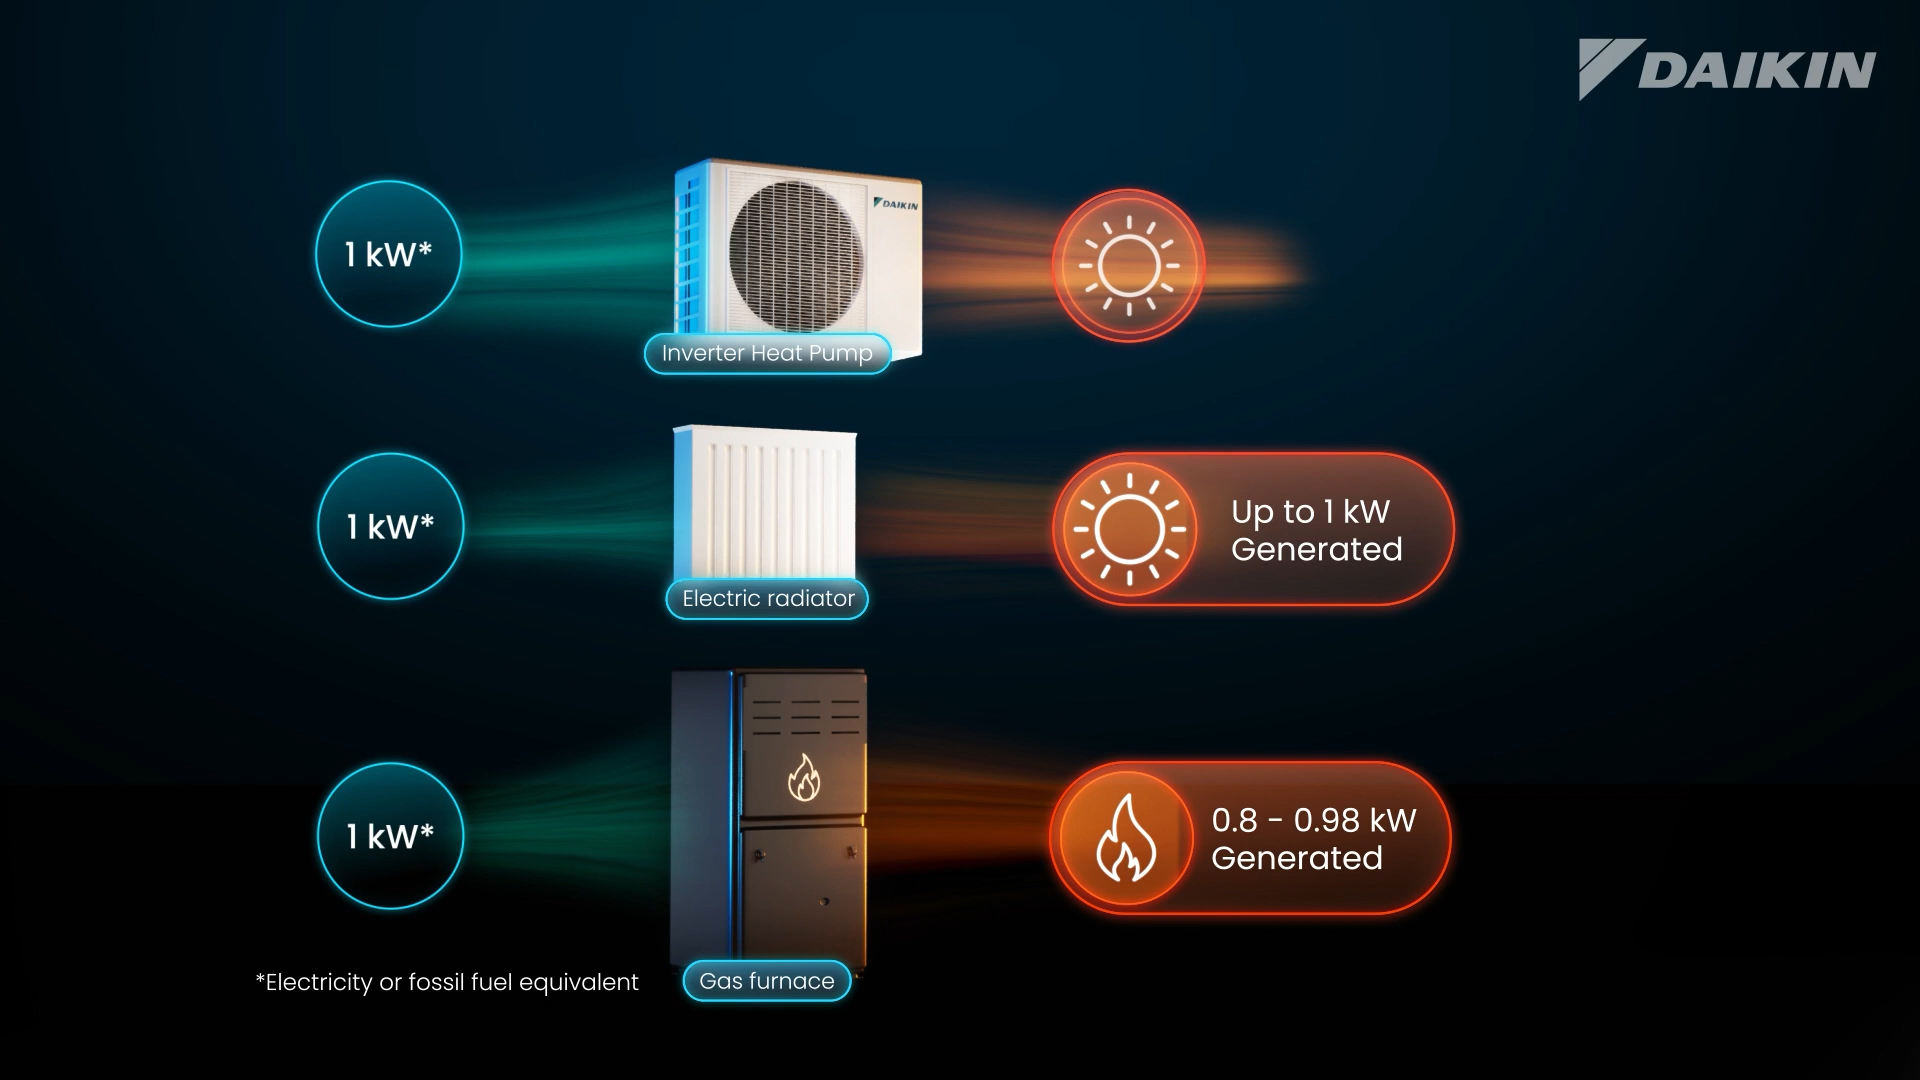 DAIKIN
1 kW*
DAIKIN
Inverter Heat Pump
1 kW*
Electric radiator
Up to 1 kW
Generated
1 kW*
0.8 - 0.98 kW
Generated
*Electricity or fossil fuel equivalent
Gas furnace